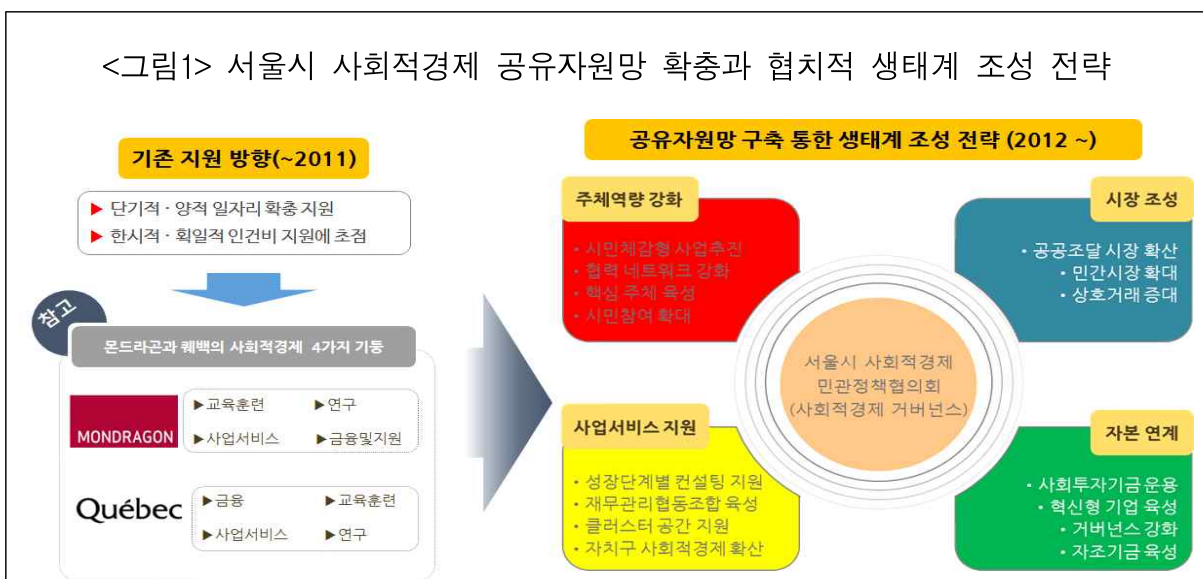 <그림1> 서울시 사회적경제 공유자원망 확충과 협치적 생태계 조성 전략
기존 지원 방향(~2011)
▶ 단기적·양적 일자리 확충 지원
▶ 한시적·획일적 인건비 지원에 초점
참고
몬드라곤과 퀘백의 사회적경제 4가지 기둥
MONDRAGON
▶교육훈련 ▶연구
▶사업서비스 ▶금융및지원
Québec
▶금융 ▶교육훈련
▶사업서비스 ▶연구
공유자원망 구축 통한 생태계 조성 전략 (2012 ~)
주체역량 강화
• 시민체감형 사업추진
• 협력 네트워크 강화
• 핵심 주체 육성
• 시민참여 확대
시장 조성
• 공공조달 시장 확산
• 민간시장 확대
• 상호거래 증대
서울시 사회적경제
민관정책협의회
(사회적경제 거버넌스)
사업서비스 지원
• 성장단계별 컨설팅 지원
• 재무관리협동조합 육성
• 클러스터 공간 지원
• 자치구 사회적경제 확산
자본 연계
• 사회투자기금 운용
• 혁신형 기업 육성
• 거버넌스 강화
• 자조기금 육성